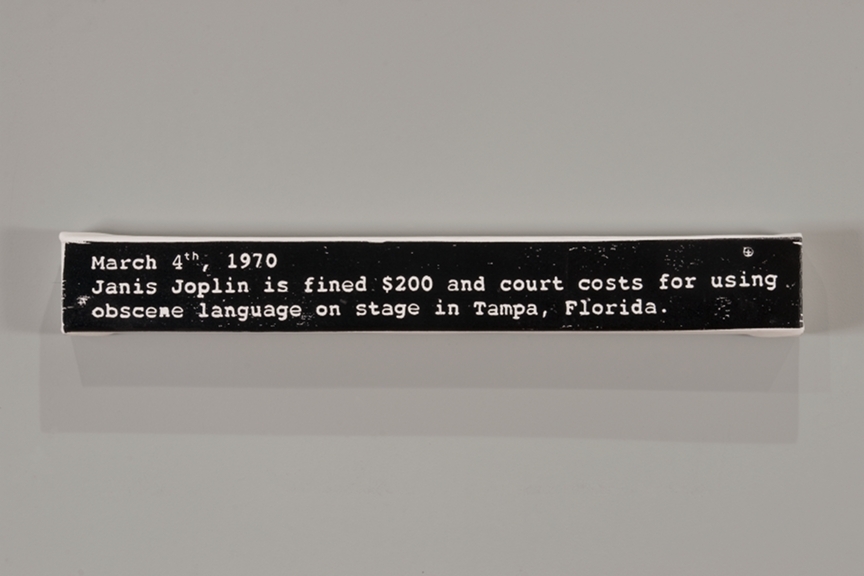 March 4th, 1970
Janis Joplin is fined $200 and court costs for using
obscene language on stage in Tampa, Florida.